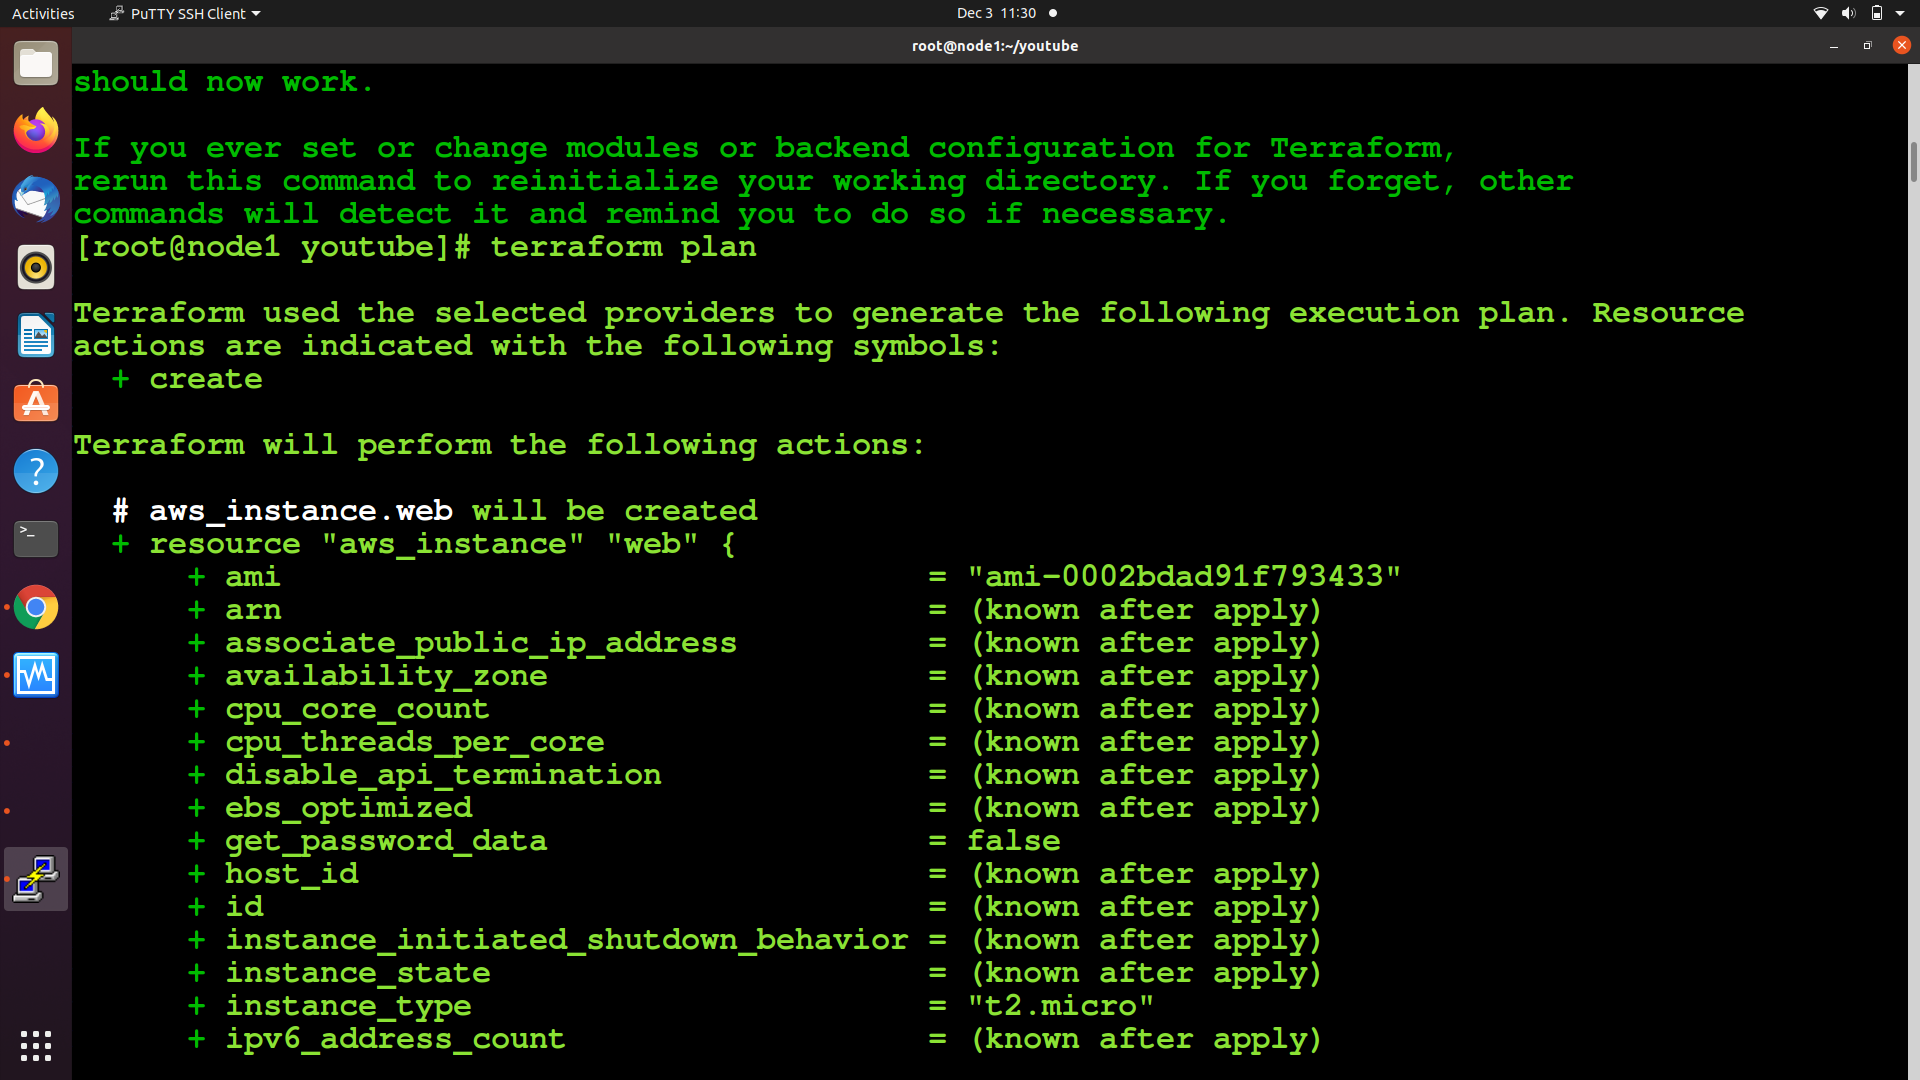 Activities PuTTY SSH Client Dec 3 11:30
root@node1:~/youtube
should now work.
If you ever set or change modules or backend configuration for Terraform,
rerun this command to reinitialize your working directory. If you forget, other
commands will detect it and remind you to do so if necessary.
[root@node1 youtube]# terraform plan
Terraform used the selected providers to generate the following execution plan. Resource
actions are indicated with the following symbols:
+ create
Terraform will perform the following actions:
# aws_instance.web will be created
+ resource "aws_instance" "web" {
+ ami = "ami-0002bdad91f793433"
+ arn = (known after apply)
+ associate_public_ip_address = (known after apply)
+ availability_zone = (known after apply)
+ cpu_core_count = (known after apply)
+ cpu_threads_per_core = (known after apply)
+ disable_api_termination = (known after apply)
+ ebs_optimized = (known after apply)
+ get_password_data = false
+ host_id = (known after apply)
+ id = (known after apply)
+ instance_initiated_shutdown_behavior = (known after apply)
+ instance_state = (known after apply)
+ instance_type = "t2.micro"
+ ipv6_address_count = (known after apply)